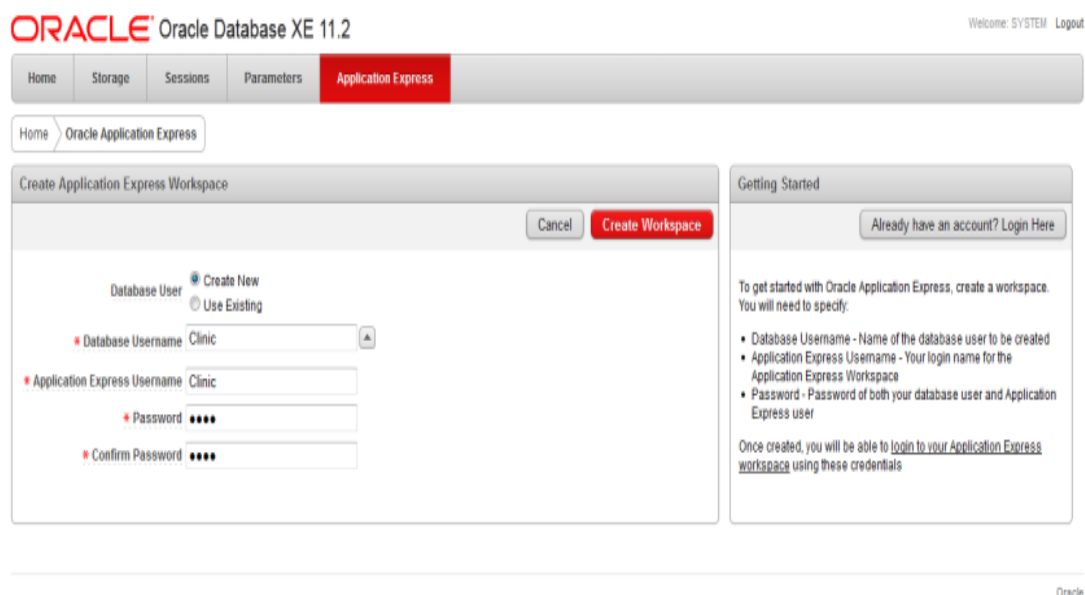 ORACLE Oracle Database XE 11.2
Welcome: SYSTEM Logout
Home Storage Sessions Parameters Application Express
Home Oracle Application Express
Create Application Express Workspace
Cancel Create Workspace
Database User
Create New
Use Existing
* Database Username Clinic
* Application Express Username Clinic
* Password ••••
* Confirm Password ••••
Getting Started
Already have an account? Login Here
To get started with Oracle Application Express, create a workspace.
You will need to specify:
• Database Username - Name of the database user to be created
• Application Express Username - Your login name for the
Application Express Workspace
• Password - Password of both your database user and Application
Express user
Once created, you will be able to login to your Application Express
workspace using these credentials
Oracle